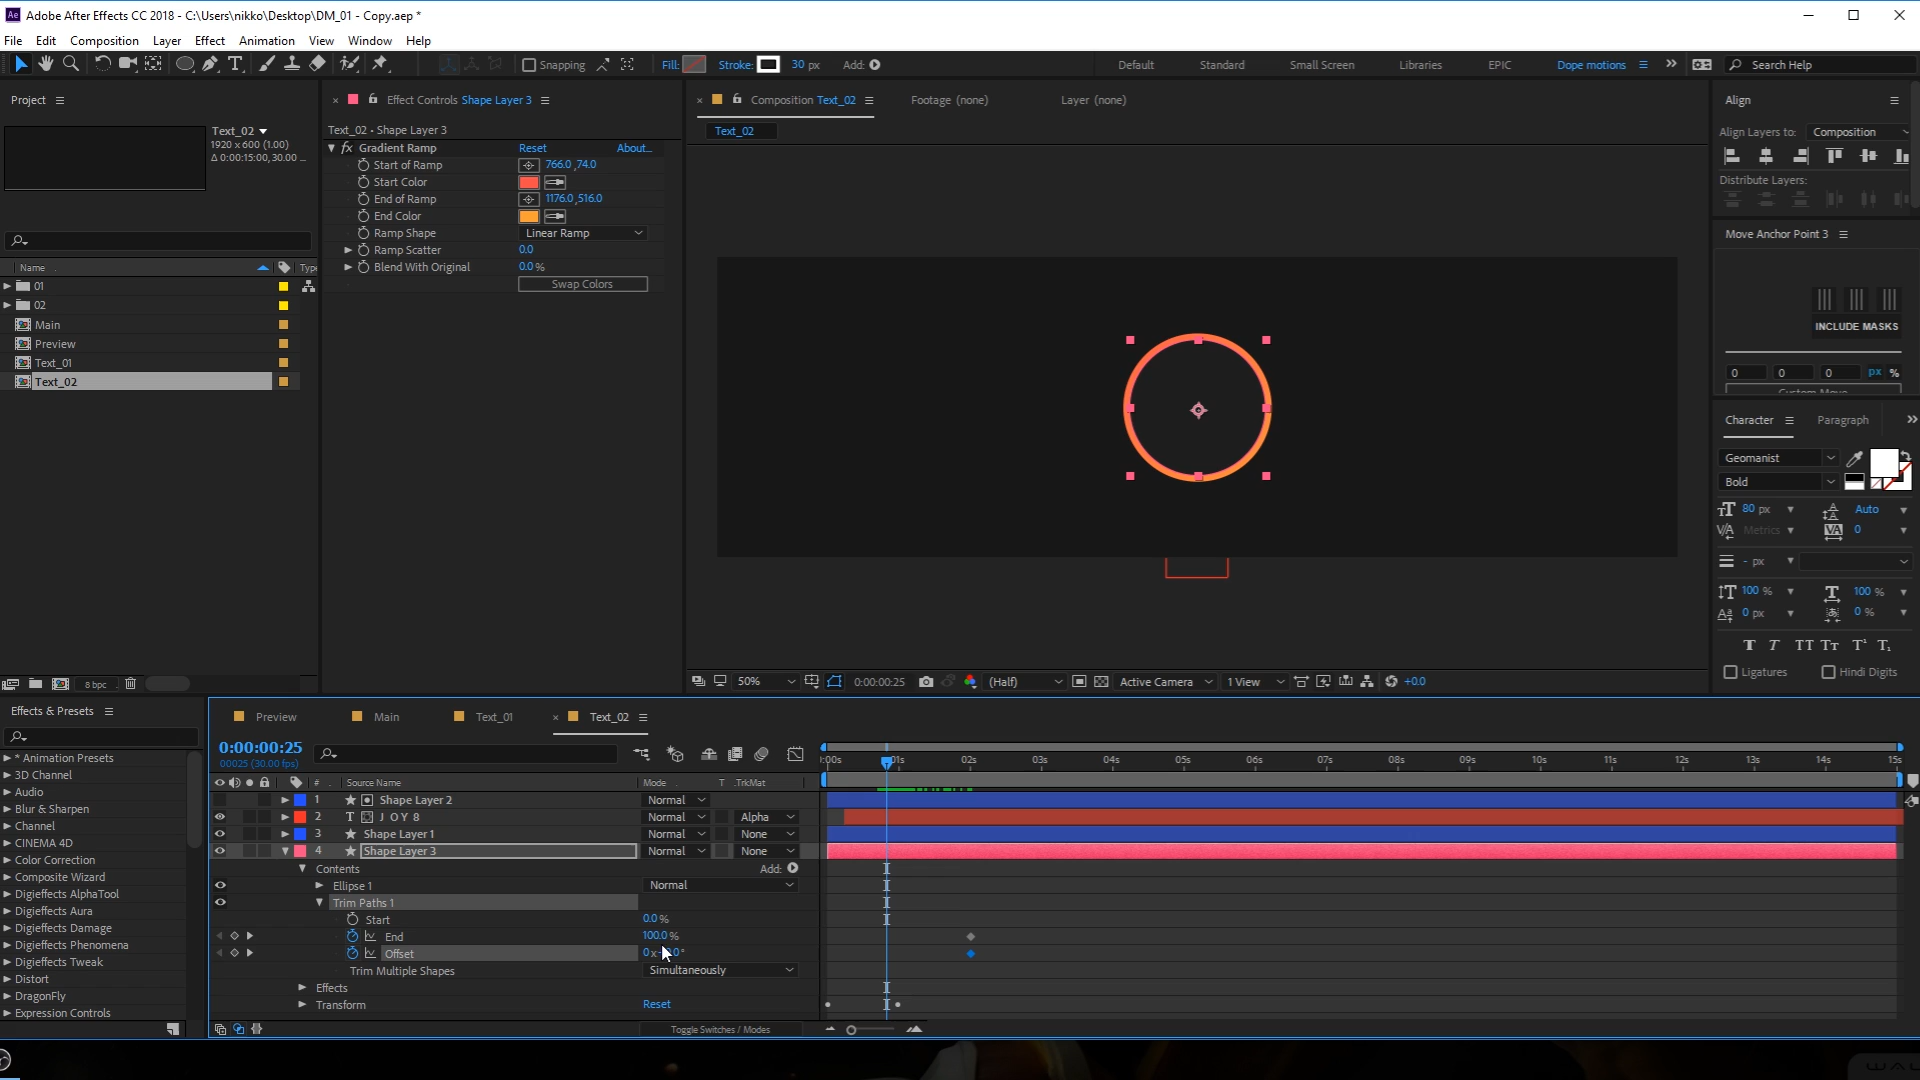 Adobe After Effects CC 2018 - C:\Users\nikko\Desktop\DM_01 - Copy.aep *
File Edit Composition Layer Effect Animation View Window Help
Snapping Fill: Stroke: 30 px Add: Default Standard Small Screen Libraries EPIC Dope motions Search Help
Project
Effect Controls Shape Layer 3
Composition Text_02 Footage (none) Layer (none)
Align
Text_02
1920 x 600 (1.00)
Δ 0:00:15:00, 30.00 ...
Text_02 • Shape Layer 3
Text_02
Align Layers to: Composition
Gradient Ramp Reset About...
Start of Ramp 766.0 ,74.0
Start Color
End of Ramp 1176.0 ,516.0
End Color
Ramp Shape Linear Ramp
Ramp Scatter 0.0
Blend With Original 0.0 %
Swap Colors
Distribute Layers:
Move Anchor Point 3
INCLUDE MASKS
0 0 0 px %
Custom Move
Name Type
01
02
Main
Preview
Text_01
Text_02
Character Paragraph
Geomanist
Bold
80 px Auto
Metrics 0
- px
100 % 100 %
0 px 0 %
Ligatures Hindi Digits
8 bpc
50% 0:00:00:25 (Half) Active Camera 1 View +0.0
Effects & Presets
Preview Main Text_01 Text_02
0:00:00:25
00025 (30.00 fps)
# Source Name Mode T .TrkMat
:00s 01s 02s 03s 04s 05s 06s 07s 08s 09s 10s 11s 12s 13s 14s 15s
1 Shape Layer 2 Normal
2 J O Y 8 Normal Alpha
3 Shape Layer 1 Normal None
4 Shape Layer 3 Normal None
Contents Add:
Ellipse 1 Normal
Trim Paths 1
Start 0.0 %
End 100.0 %
Offset
Trim Multiple Shapes Simultaneously
Effects
Transform Reset
Toggle Switches / Modes
* Animation Presets
3D Channel
Audio
Blur & Sharpen
Channel
CINEMA 4D
Color Correction
Composite Wizard
Digieffects AlphaTool
Digieffects Aura
Digieffects Damage
Digieffects Phenomena
Digieffects Tweak
Distort
DragonFly
Expression Controls